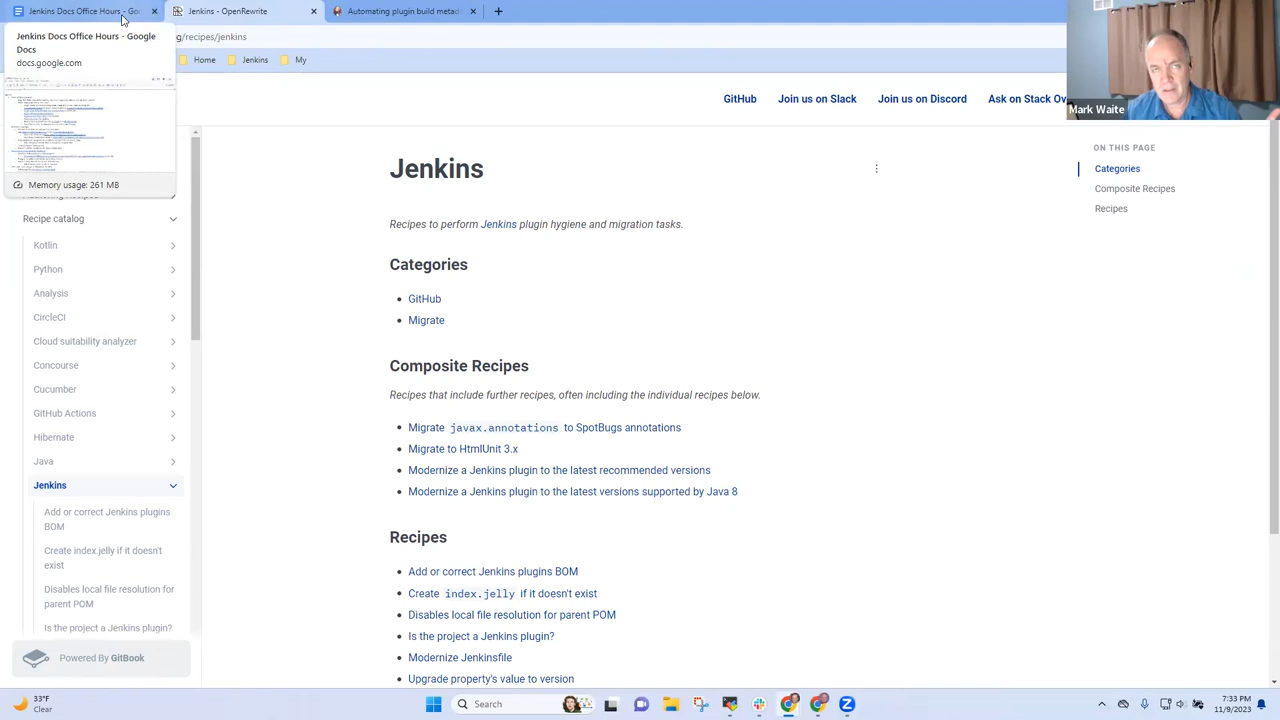 Jenkins Docs Office Hours - Goo
Jenkins - OpenRewrite
Automating plugin build metad
Jenkins Docs Office Hours - Google
Docs
docs.google.com
Memory usage: 261 MB
g/recipes/jenkins
Home
Jenkins
My
GitHub
Join us on Slack
Discord
Ask on Stack Ov
Mark Waite
Recipe catalog
Kotlin
Python
Analysis
CircleCI
Cloud suitability analyzer
Concourse
Cucumber
GitHub Actions
Hibernate
Java
Jenkins
Add or correct Jenkins plugins
BOM
Create index.jelly if it doesn't
exist
Disables local file resolution for
parent POM
Is the project a Jenkins plugin?
Powered By GitBook
Jenkins
Recipes to perform Jenkins plugin hygiene and migration tasks.
Categories
GitHub
Migrate
Composite Recipes
Recipes that include further recipes, often including the individual recipes below.
Migrate javax.annotations to SpotBugs annotations
Migrate to HtmlUnit 3.x
Modernize a Jenkins plugin to the latest recommended versions
Modernize a Jenkins plugin to the latest versions supported by Java 8
Recipes
Add or correct Jenkins plugins BOM
Create index.jelly if it doesn't exist
Disables local file resolution for parent POM
Is the project a Jenkins plugin?
Modernize Jenkinsfile
Upgrade property's value to version
ON THIS PAGE
Categories
Composite Recipes
Recipes
33°F
Clear
Search
7:33 PM
11/9/2023